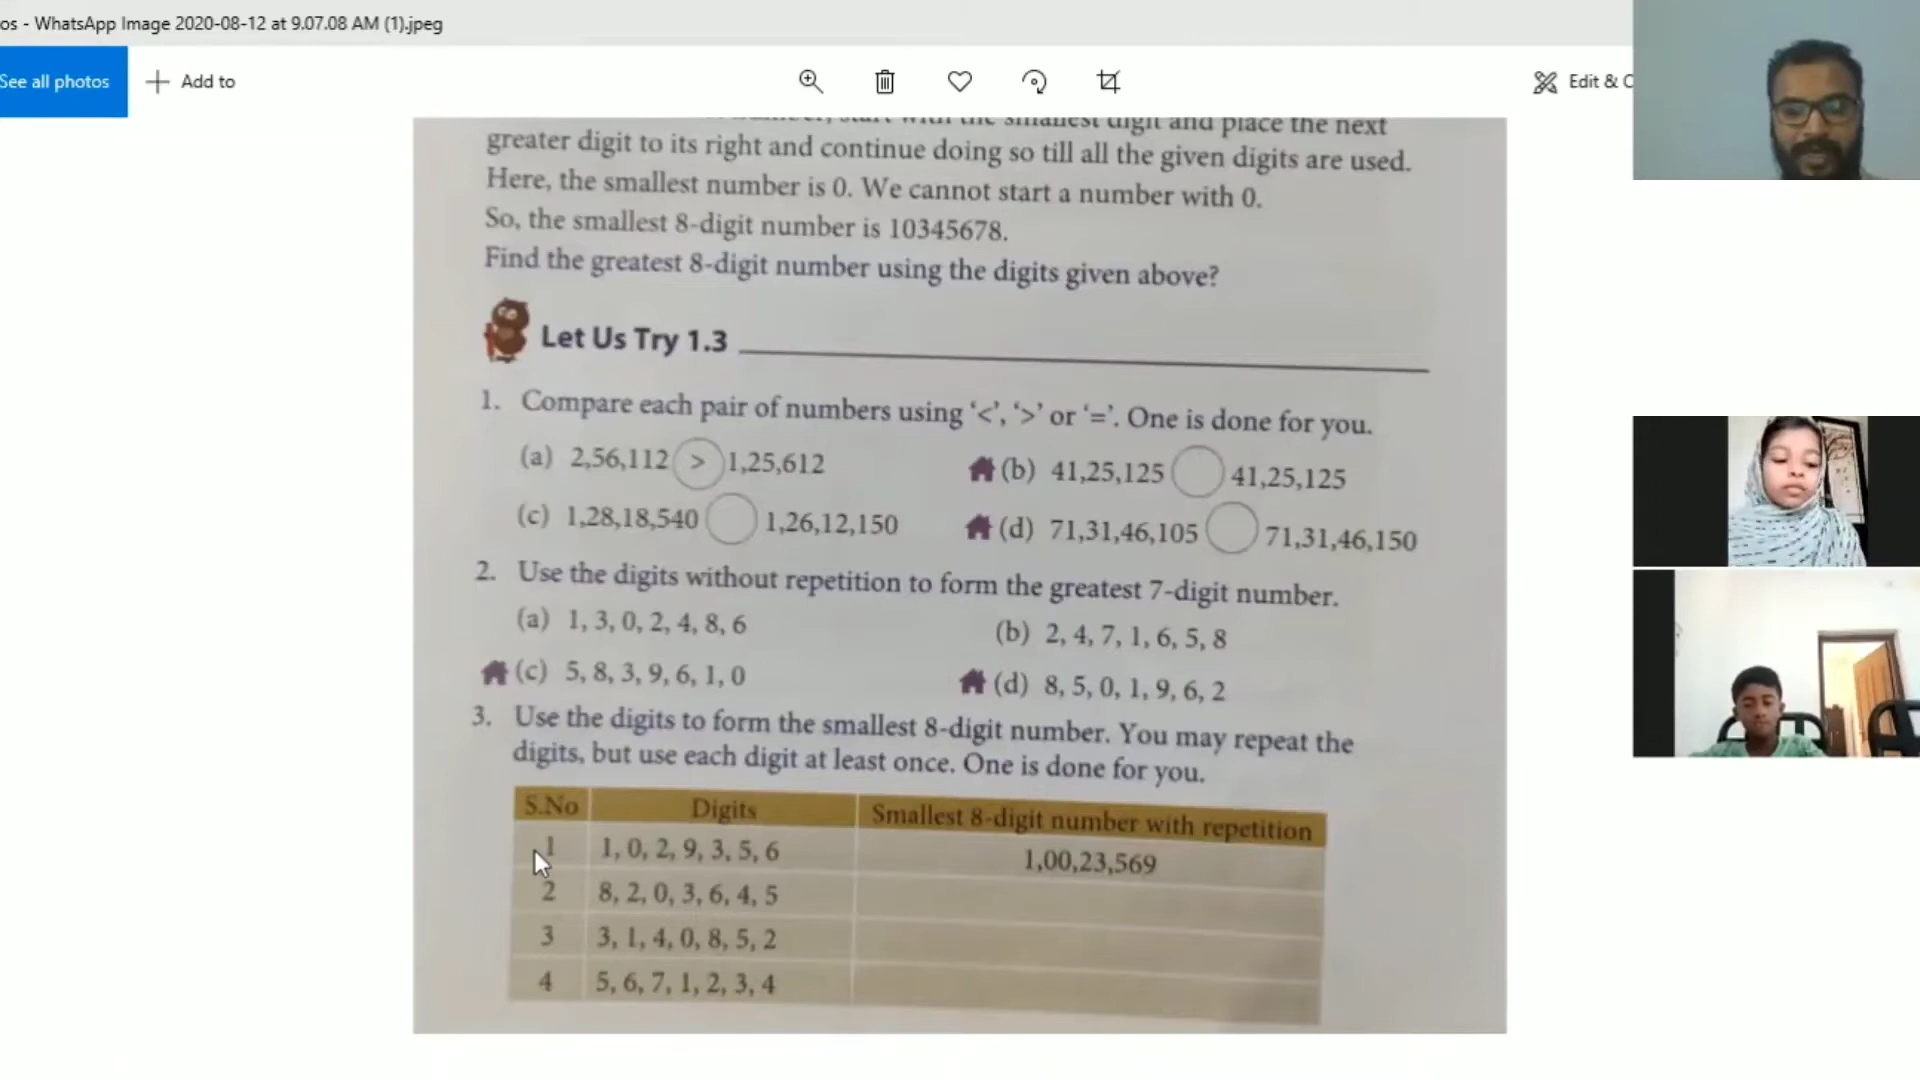 os - WhatsApp Image 2020-08-12 at 9.07.08 AM (1).jpeg
See all photos
Add to
Edit & C
start with the smallest digit and place the next
greater digit to its right and continue doing so till all the given digits are used.
Here, the smallest number is 0. We cannot start a number with 0.
So, the smallest 8-digit number is 10345678.
Find the greatest 8-digit number using the digits given above?
Let Us Try 1.3
1. Compare each pair of numbers using ‘<’, ‘>’ or ‘=’. One is done for you.
(a) 2,56,112 > 1,25,612 (b) 41,25,125 41,25,125
(c) 1,28,18,540 1,26,12,150 (d) 71,31,46,105 71,31,46,150
2. Use the digits without repetition to form the greatest 7-digit number.
(a) 1, 3, 0, 2, 4, 8, 6 (b) 2, 4, 7, 1, 6, 5, 8
(c) 5, 8, 3, 9, 6, 1, 0 (d) 8, 5, 0, 1, 9, 6, 2
3. Use the digits to form the smallest 8-digit number. You may repeat the
digits, but use each digit at least once. One is done for you.
S.No Digits Smallest 8-digit number with repetition
1 1, 0, 2, 9, 3, 5, 6 1,00,23,569
2 8, 2, 0, 3, 6, 4, 5
3 3, 1, 4, 0, 8, 5, 2
4 5, 6, 7, 1, 2, 3, 4